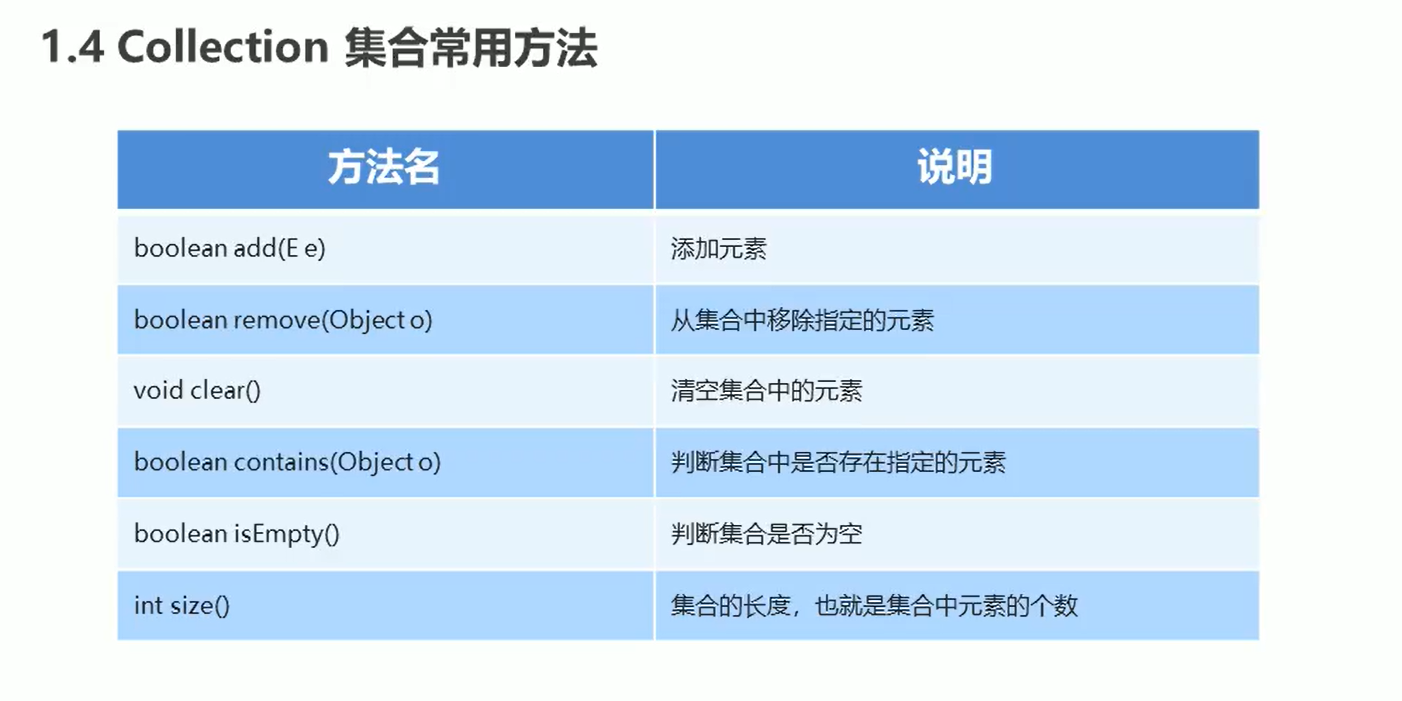 1.4 Collection 集合常用方法
方法名 说明
boolean add(E e) 添加元素
boolean remove(Object o) 从集合中移除指定的元素
void clear() 清空集合中的元素
boolean contains(Object o) 判断集合中是否存在指定的元素
boolean isEmpty() 判断集合是否为空
int size() 集合的长度，也就是集合中元素的个数